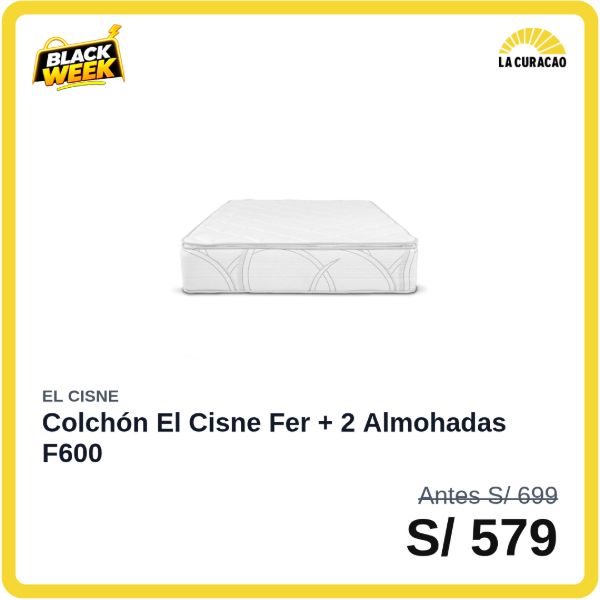 BLACK
WEEK
LA CURACAO
EL CISNE
Colchón El Cisne Fer + 2 Almohadas
F600
Antes S/ 699
S/ 579